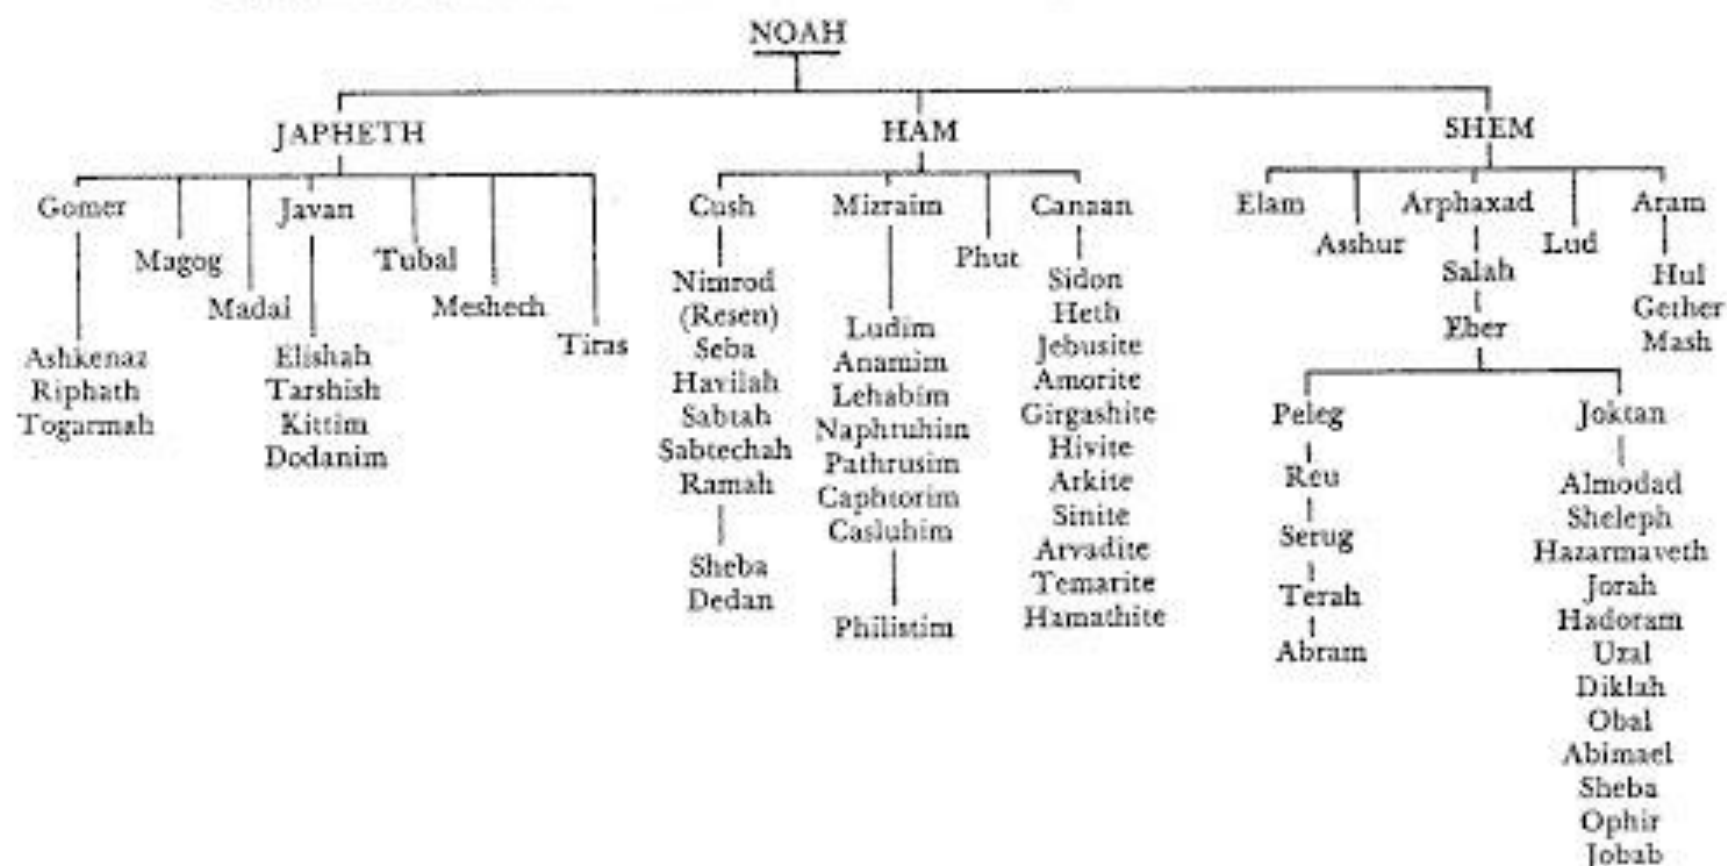 NOAH
JAPHETH
HAM
SHEM
Gomer
Magog
Madai
Javan
Tubal
Meshech
Tiras
Ashkenaz
Riphath
Togarmah
Elishah
Tarshish
Kittim
Dodanim
Cush
Mizraim
Phut
Canaan
Nimrod
(Resen)
Seba
Havilah
Sabtah
Sabtechah
Ramah
Sheba
Dedan
Ludim
Anamim
Lehabim
Naphtuhim
Pathrusim
Caphtorim
Casluhim
Philistim
Sidon
Heth
Jebusite
Amorite
Girgashite
Hivite
Arkite
Sinite
Arvadite
Temarite
Hamathite
Elam
Asshur
Arphaxad
Lud
Aram
Salah
Eber
Hul
Gether
Mash
Peleg
Reu
Serug
Terah
Abram
Joktan
Almodad
Sheleph
Hazarmaveth
Jorah
Hadoram
Uzal
Diklah
Obal
Abimael
Sheba
Ophir
Jobab